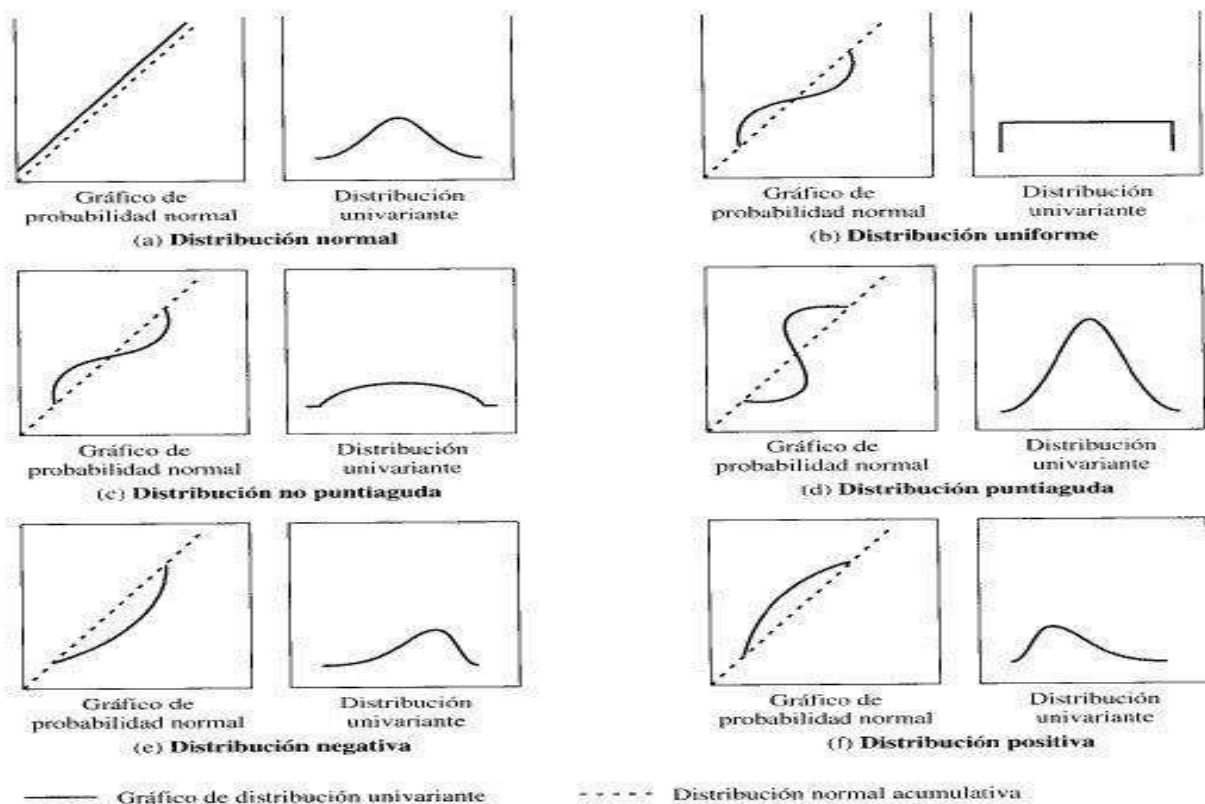 Gráfico de
probabilidad normal
Distribución
univariante
(a) Distribución normal
Gráfico de
probabilidad normal
Distribución
univariante
(b) Distribución uniforme
Gráfico de
probabilidad normal
Distribución
univariante
(c) Distribución no puntiaguda
Gráfico de
probabilidad normal
Distribución
univariante
(d) Distribución puntiaguda
Gráfico de
probabilidad normal
Distribución
univariante
(e) Distribución negativa
Gráfico de
probabilidad normal
Distribución
univariante
(f) Distribución positiva
Gráfico de distribución univariante
Distribución normal acumulativa